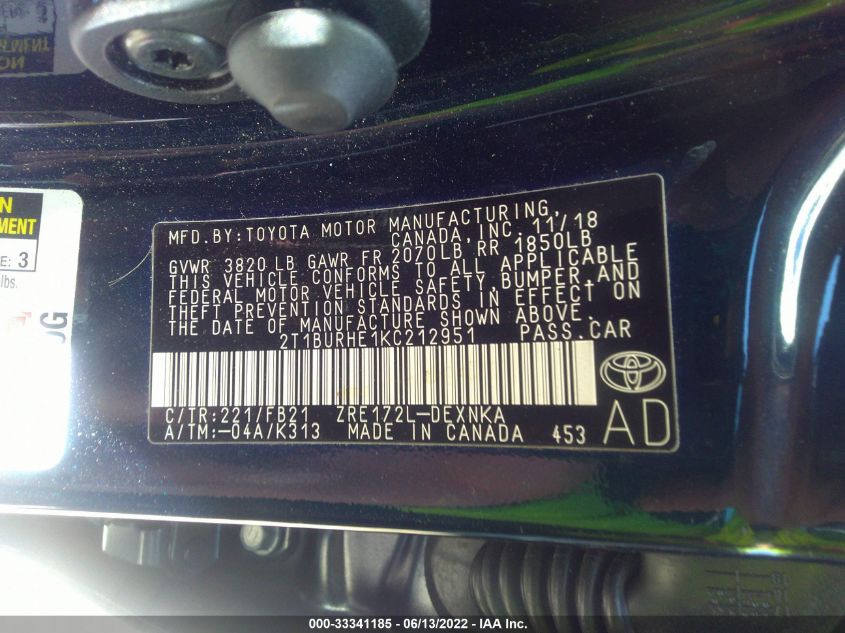 MFD.BY:TOYOTA MOTOR MANUFACTURING,
CANADA, INC. 11/18
GVWR 3820 LB GAWR FR 2070LB RR 1850LB
THIS VEHICLE CONFORMS TO ALL APPLICABLE
FEDERAL MOTOR VEHICLE SAFETY,BUMPER AND
THEFT PREVENTION STANDARDS IN EFFECT ON
THE DATE OF MANUFACTURE SHOWN ABOVE.
2T1BURHE1KC212951 PASS.CAR
C/TR:221/FB21 ZRE172L-DEXNKA
A/TM:-04A/K313 MADE IN CANADA 453
AD
E: 3
lbs.
000-33341185 - 06/13/2022 - IAA Inc.